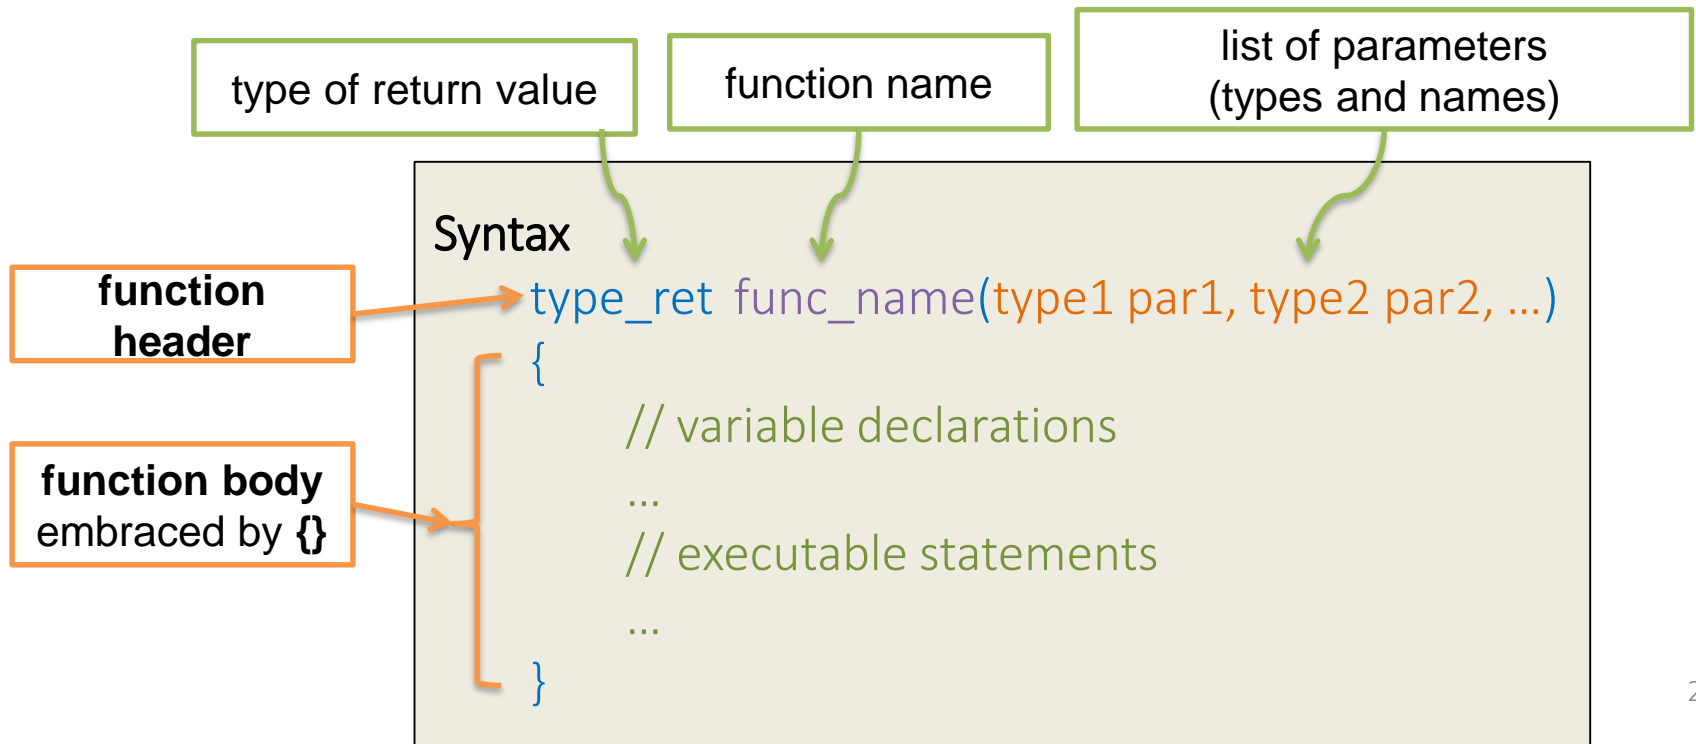 type of return value
function name
list of parameters
(types and names)
Syntax
function
header
type_ret func_name(type1 par1, type2 par2, ...)
{
// variable declarations
...
function body
embraced by {}
// executable statements
...
}
2